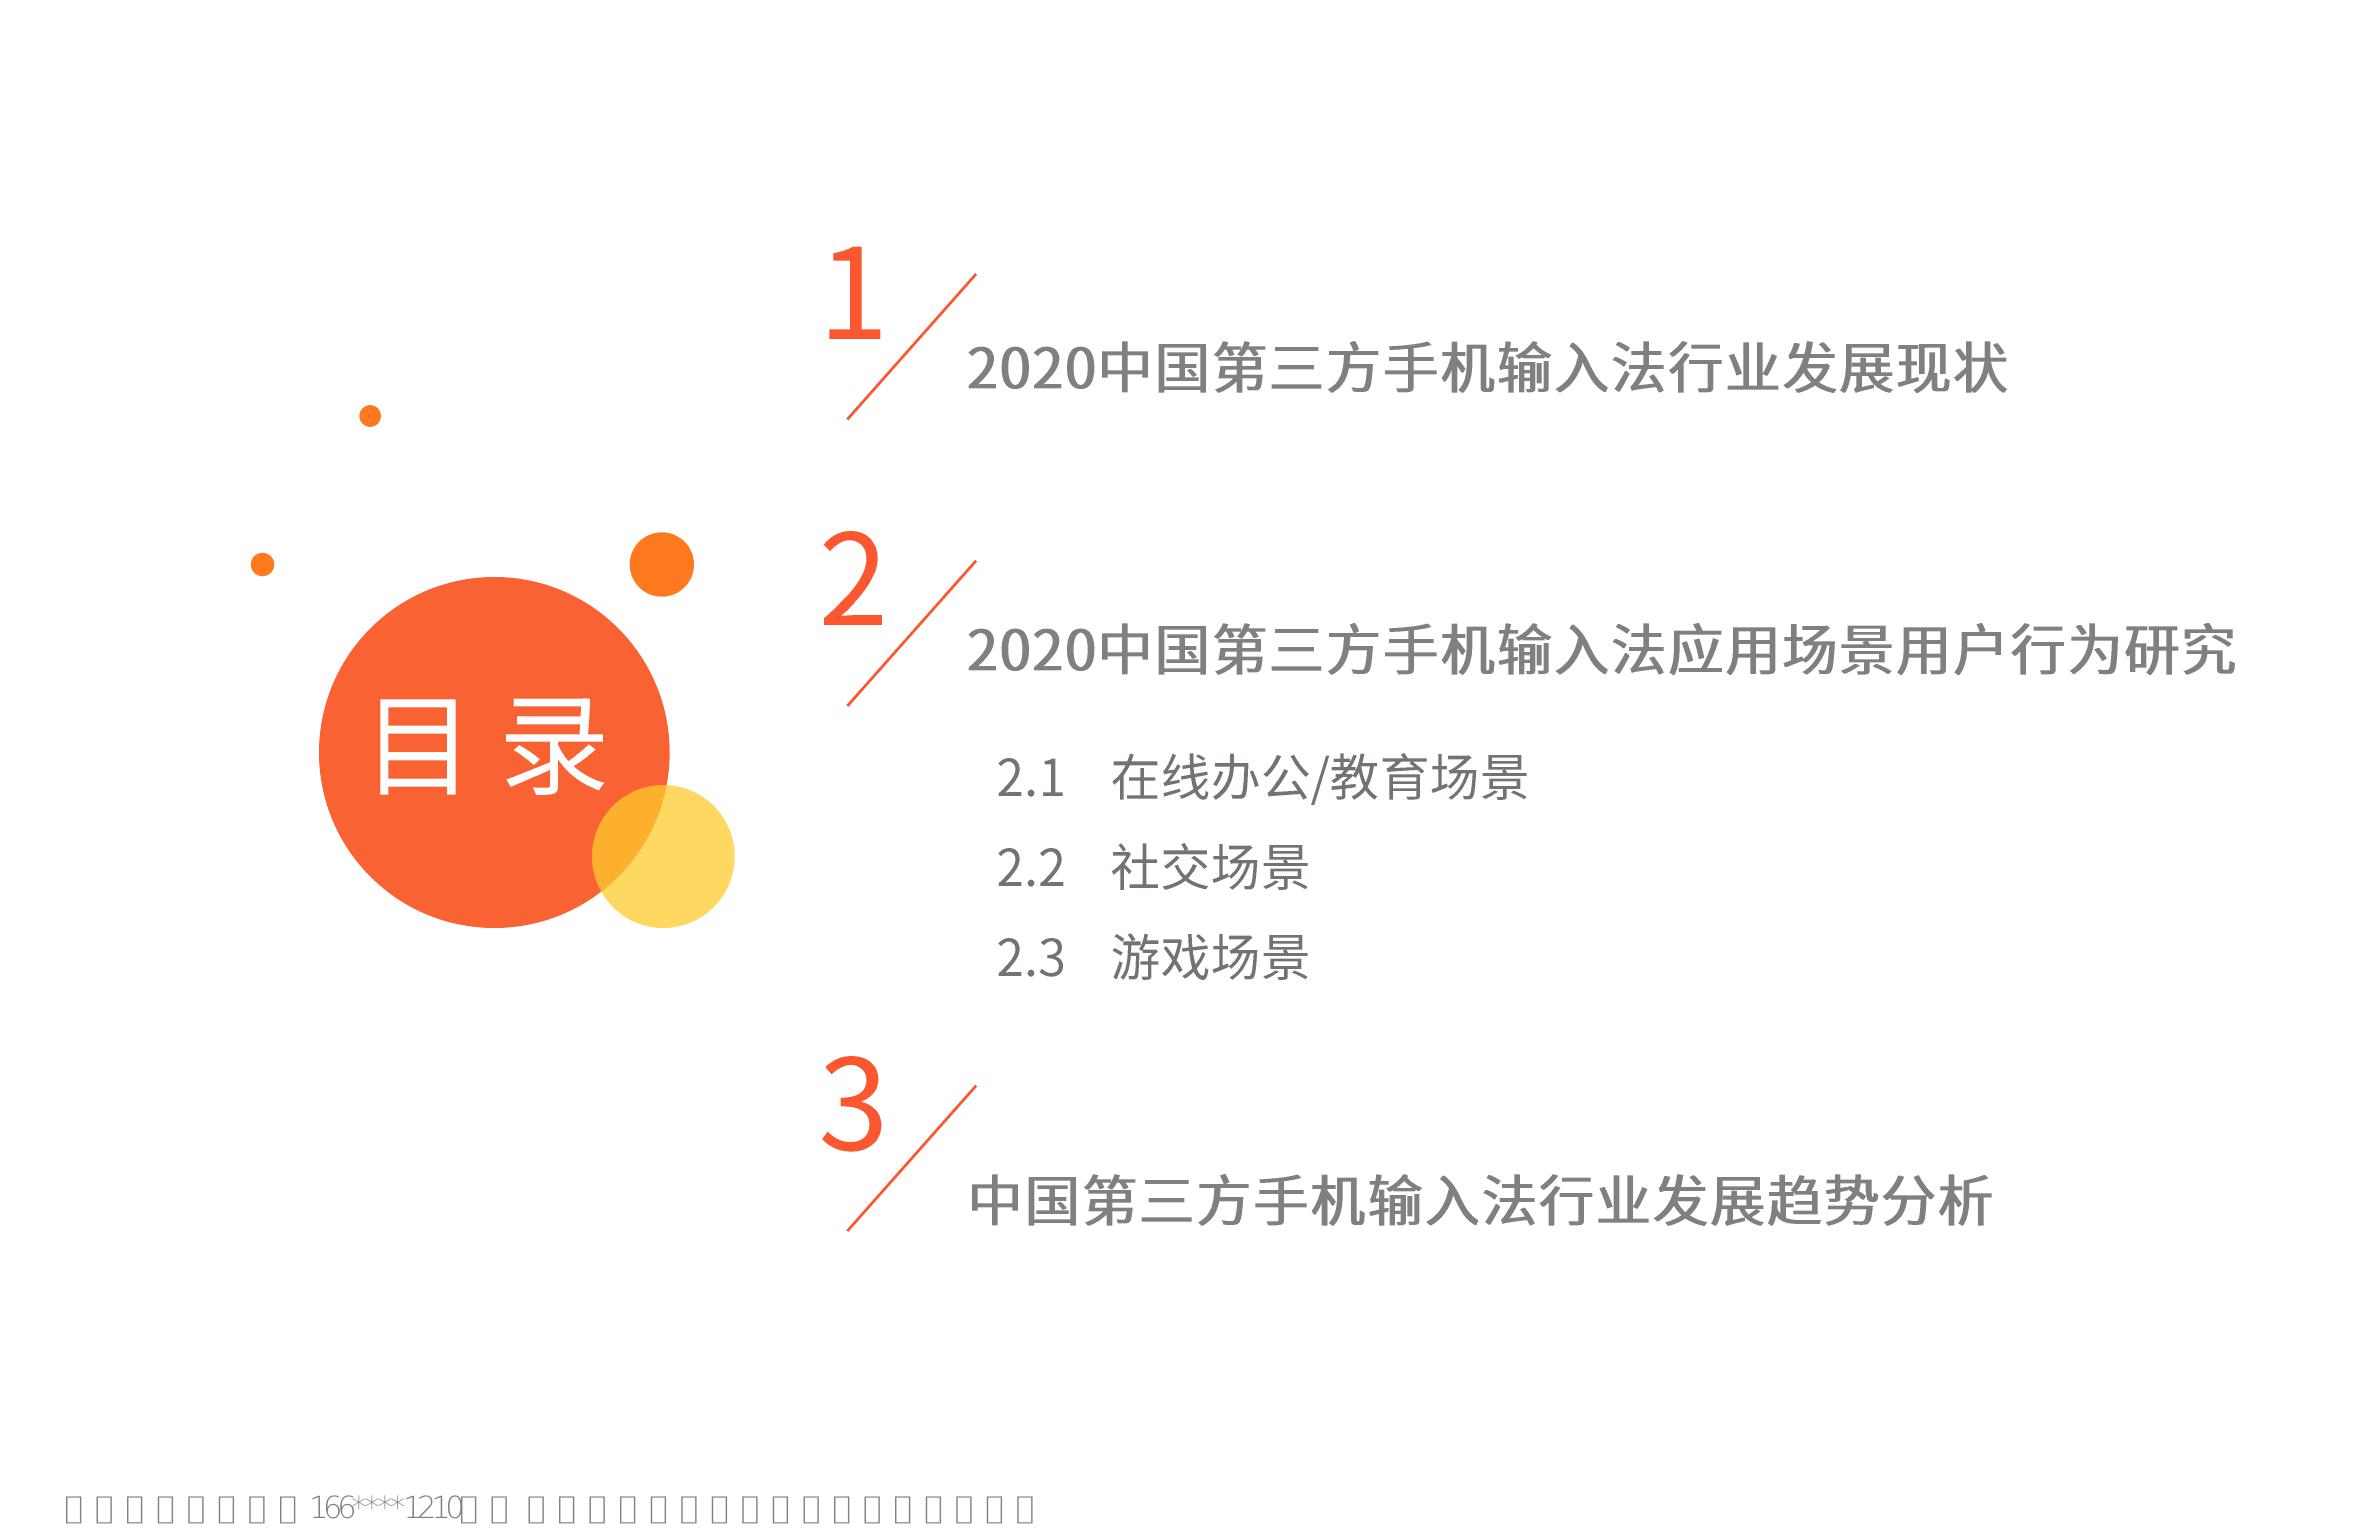 目录
1
2020中国第三方手机输入法行业发展现状
2
2020中国第三方手机输入法应用场景用户行为研究
2.1 在线办公/教育场景
2.2 社交场景
2.3 游戏场景
3
中国第三方手机输入法行业发展趋势分析
166****1210